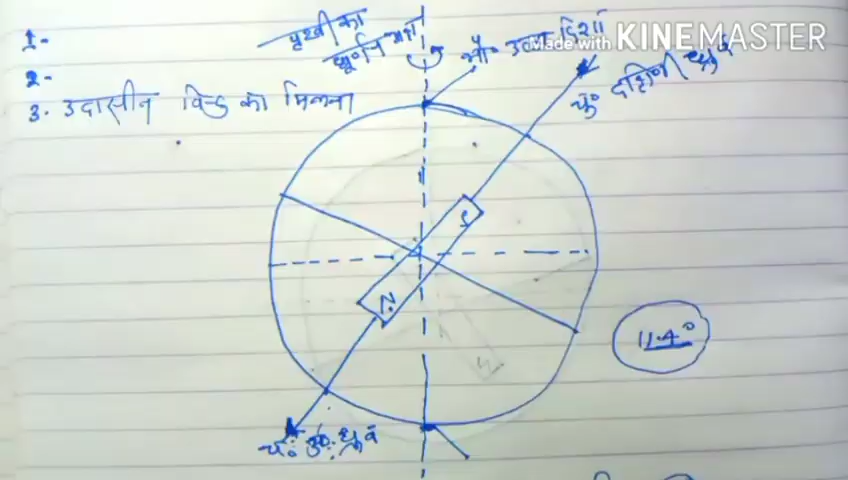 1-
2-
3. उदासीन बिन्दु का मिलना
पृथ्वी का
घूर्णन अक्ष
भौ॰ उत्तर दिशा
Made with KINEMASTER
चु॰ दक्षिणी ध्रुव
S
N
11.4°
चु. उ. ध्रुव